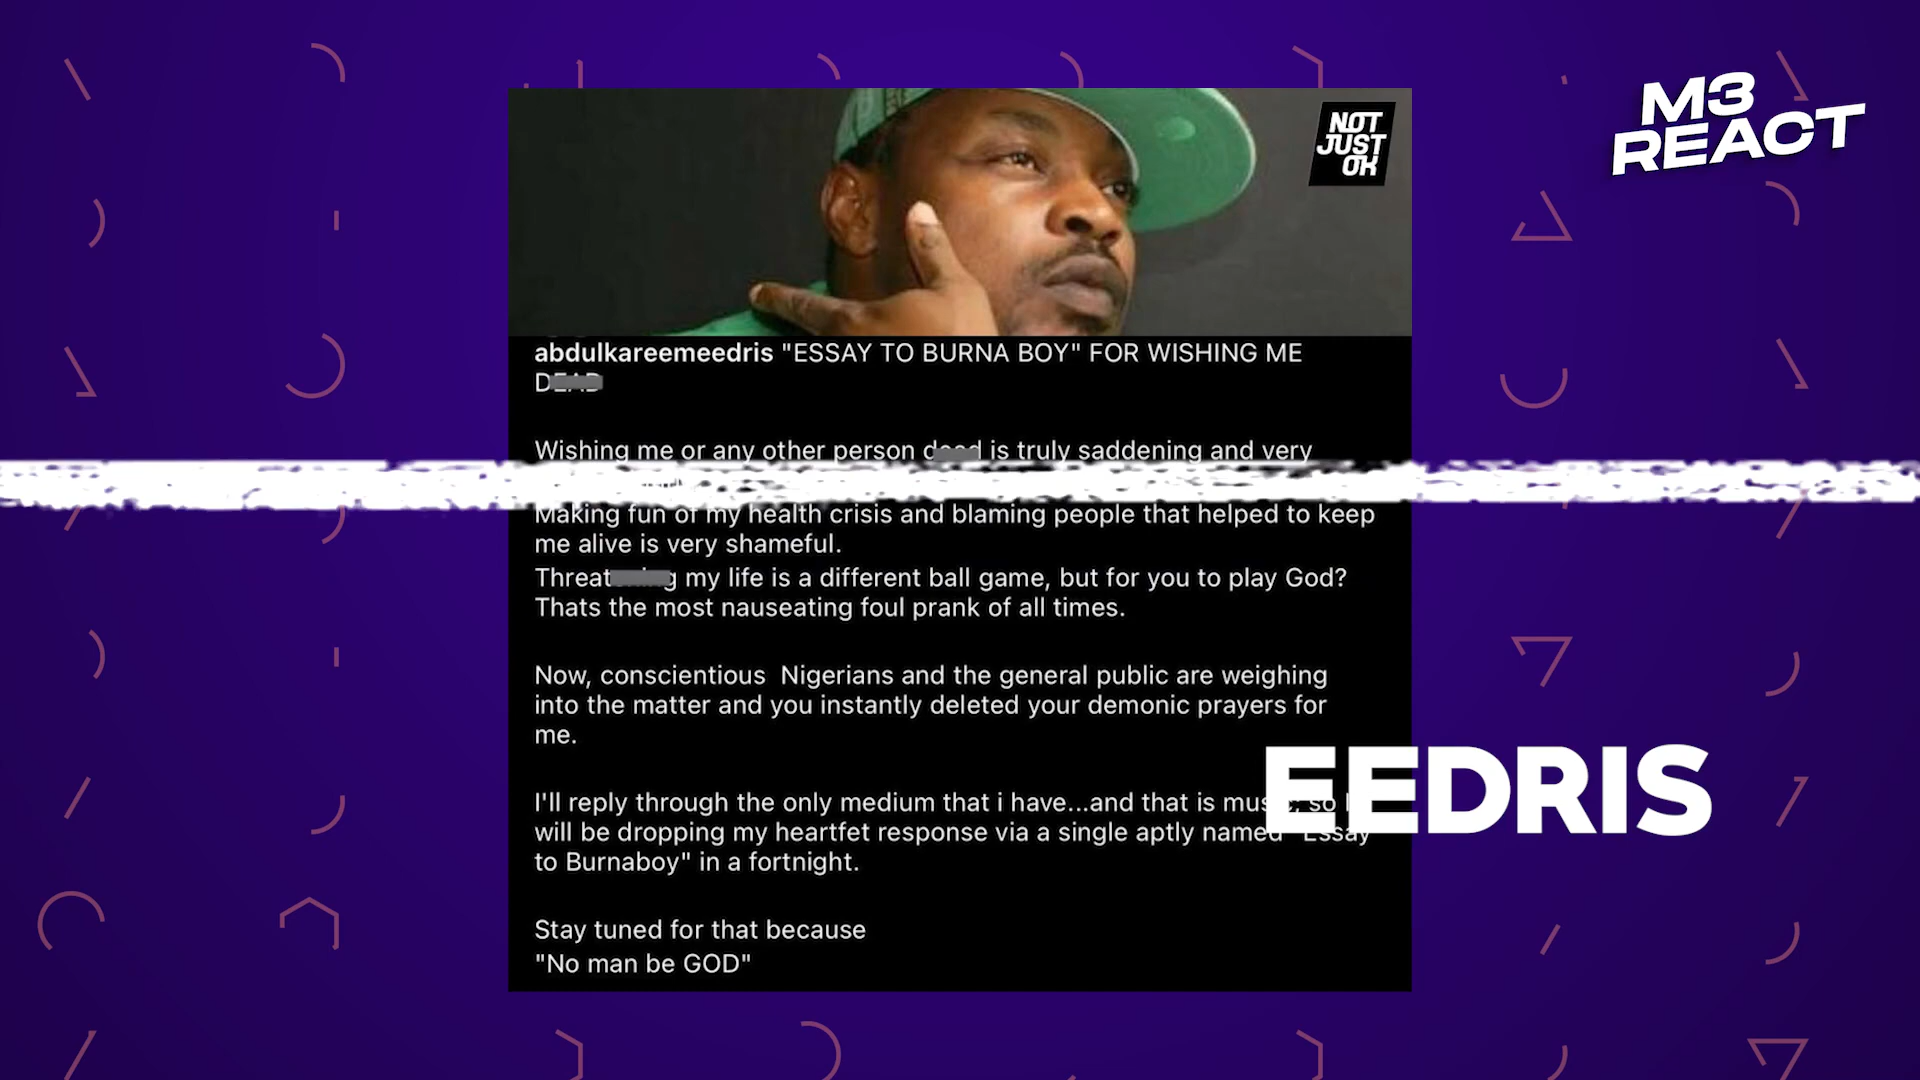 M3
REACT
NOT
JUST
OK
abdulkareemeedris "ESSAY TO BURNA BOY" FOR WISHING ME
DEAD
Wishing me or any other person dead is truly saddening and very
Making fun of my health crisis and blaming people that helped to keep
me alive is very shameful.
Threatening my life is a different ball game, but for you to play God?
Thats the most nauseating foul prank of all times.
Now, conscientious Nigerians and the general public are weighing
into the matter and you instantly deleted your demonic prayers for
me.
I'll reply through the only medium that i have...and that is music, so I
will be dropping my heartfet response via a single aptly named "Essay
to Burnaboy" in a fortnight.
EEDRIS
Stay tuned for that because
"No man be GOD"